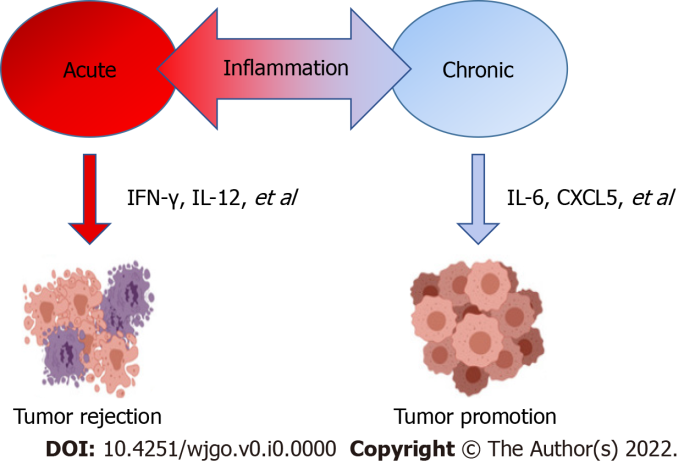 Acute
Inflammation
Chronic
IFN-γ, IL-12, et al
IL-6, CXCL5, et al
Tumor rejection
Tumor promotion
DOI: 10.4251/wjgo.v0.i0.0000 Copyright © The Author(s) 2022.